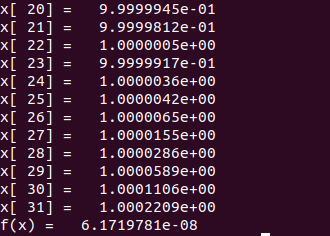 x[ 20] =   9.9999945e-01
x[ 21] =   9.9999812e-01
x[ 22] =   1.0000005e+00
x[ 23] =   9.9999917e-01
x[ 24] =   1.0000036e+00
x[ 25] =   1.0000042e+00
x[ 26] =   1.0000065e+00
x[ 27] =   1.0000155e+00
x[ 28] =   1.0000286e+00
x[ 29] =   1.0000589e+00
x[ 30] =   1.0001106e+00
x[ 31] =   1.0002209e+00
f(x) =   6.1719781e-08